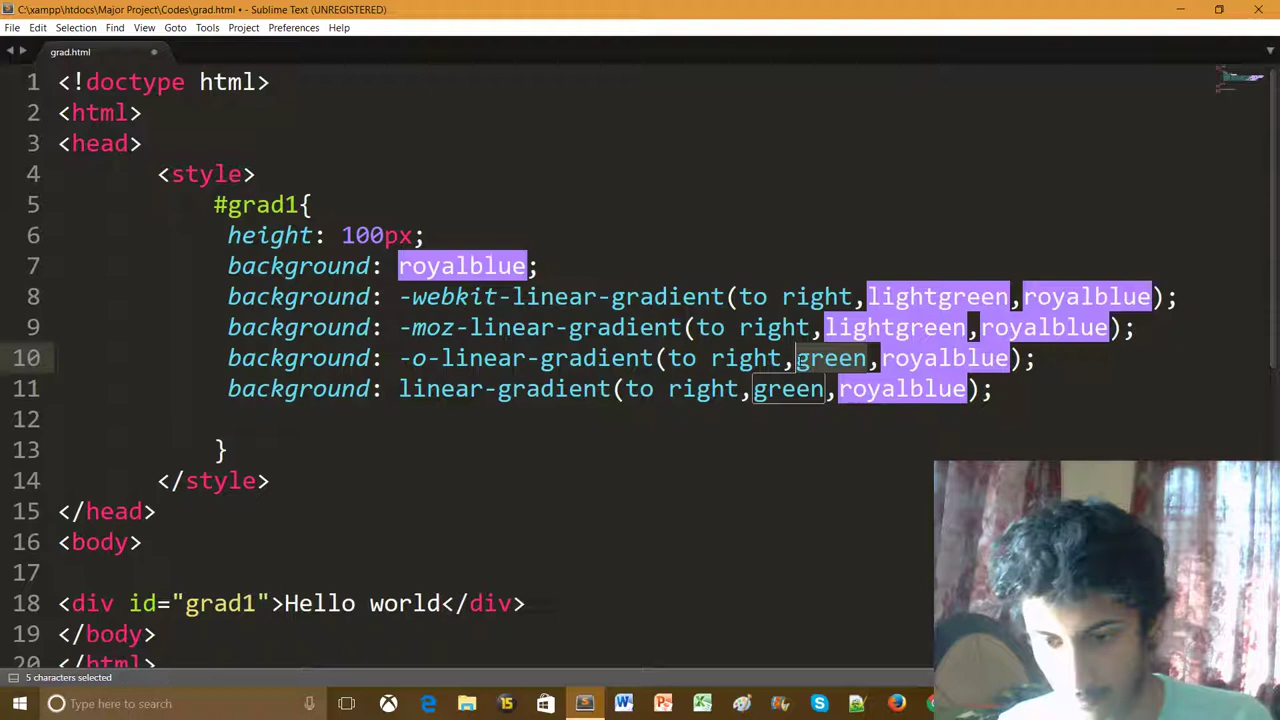 C:\xampp\htdocs\Major Project\Codes\grad.html • - Sublime Text (UNREGISTERED)
File Edit Selection Find View Goto Tools Project Preferences Help
grad.html
1 <!doctype html>
2 <html>
3 <head>
4 <style>
5 #grad1{
6 height: 100px;
7 background: royalblue;
8 background: -webkit-linear-gradient(to right,lightgreen,royalblue);
9 background: -moz-linear-gradient(to right,lightgreen,royalblue);
10 background: -o-linear-gradient(to right,green,royalblue);
11 background: linear-gradient(to right,green,royalblue);
12
13 }
14 </style>
15 </head>
16 <body>
17
18 <div id="grad1">Hello world</div>
19 </body>
20 </html>
5 characters selected
Type here to search